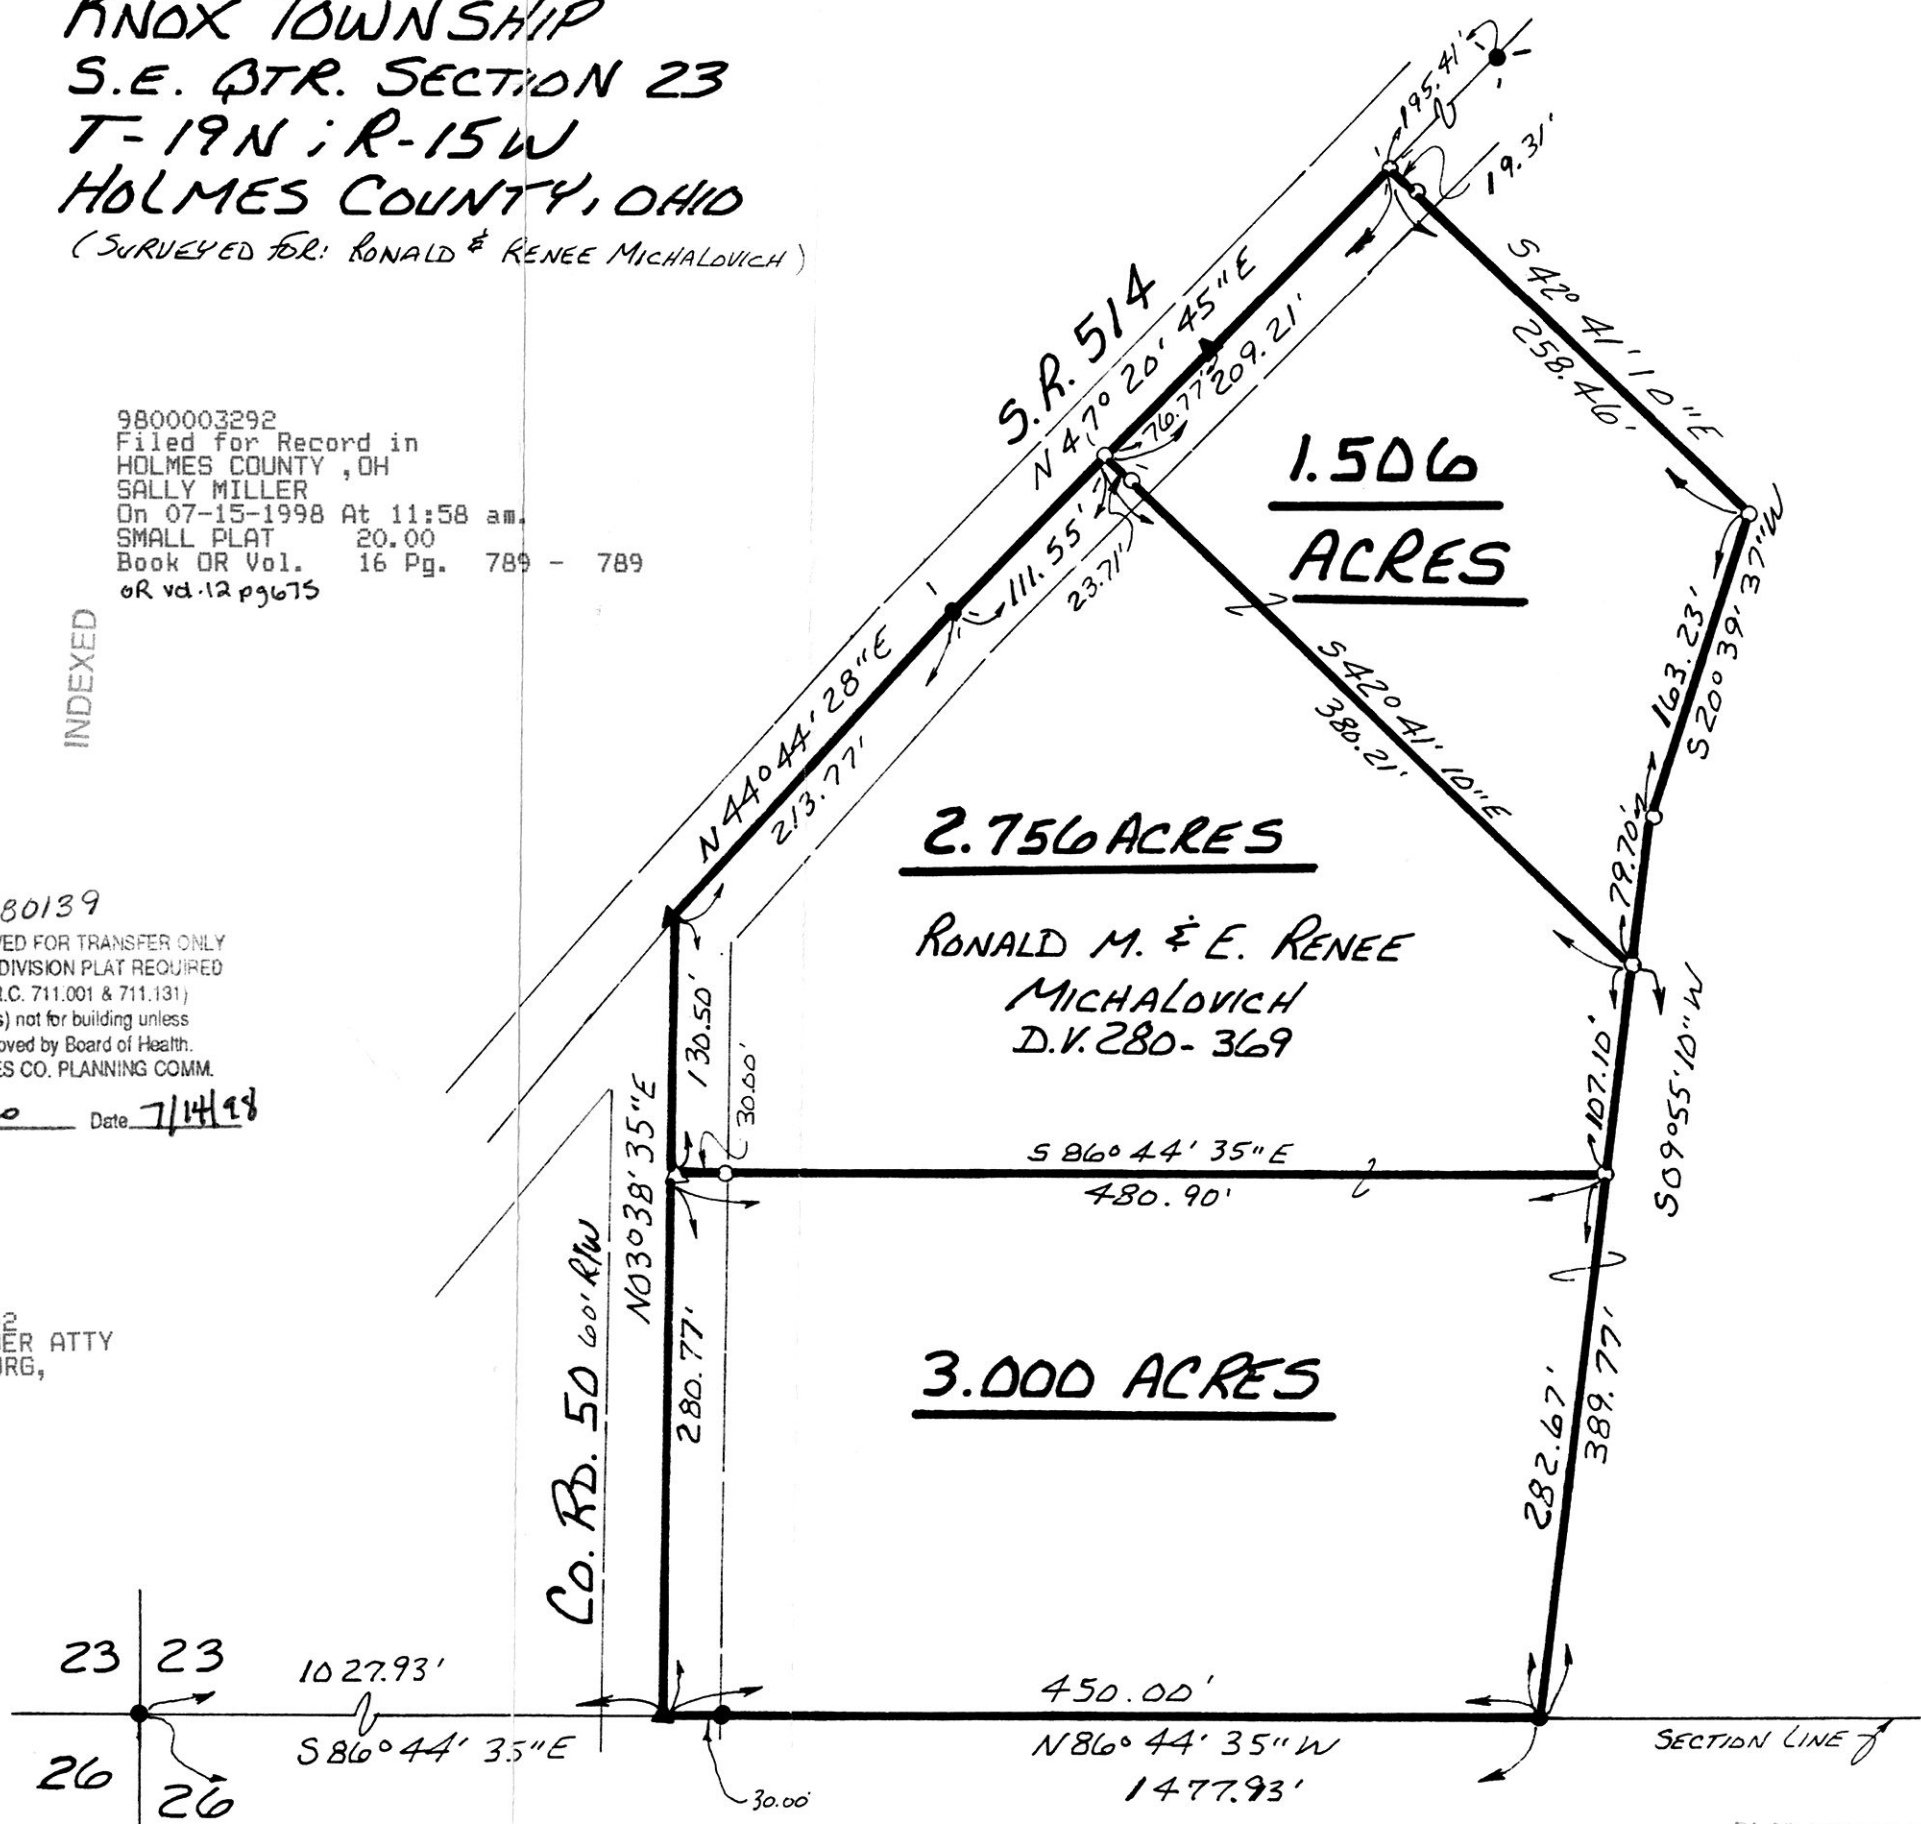 KNOX TOWNSHIP
S.E. QTR. SECTION 23
T-19N ; R-15W
HOLMES COUNTY, OHIO
(SURVEYED FOR: RONALD & RENEE MICHALOVICH)
9800003292
Filed for Record in
HOLMES COUNTY ,OH
SALLY MILLER
On 07-15-1998 At 11:58 am.
SMALL PLAT 20.00
Book OR Vol. 16 Pg. 789 - 789
OR vol.12 pg675
INDEXED
80139
ED FOR TRANSFER ONLY
DIVISION PLAT REQUIRED
.C. 711.001 & 711.131)
s) not for building unless
oved by Board of Health.
ES CO. PLANNING COMM.
Date 7/14/98
2
ER ATTY
RG,
195.41'
19.31'
S.R. 514
N 47° 20' 45" E
209.21'
76.77'
S 42° 41' 10" E
258.46'
1.506
ACRES
111.55'
23.71'
163.23'
S 20° 39' 37" W
N 44° 44' 28" E
213.77'
S 42° 41' 10" E
380.21'
79.70'
2.756 ACRES
RONALD M. & E. RENEE
MICHALOVICH
D.V. 280-369
130.50'
30.00'
107.10'
S 09° 55' 10" W
S 86° 44' 35" E
480.90'
N 03° 38' 35" E
Co. RD. 50 60' R/W
280.77'
3.000 ACRES
282.67'
389.77'
23 23
1027.93'
450.00'
S 86° 44' 35" E
N 86° 44' 35" W
SECTION LINE
26 26
30.00'
1477.93'